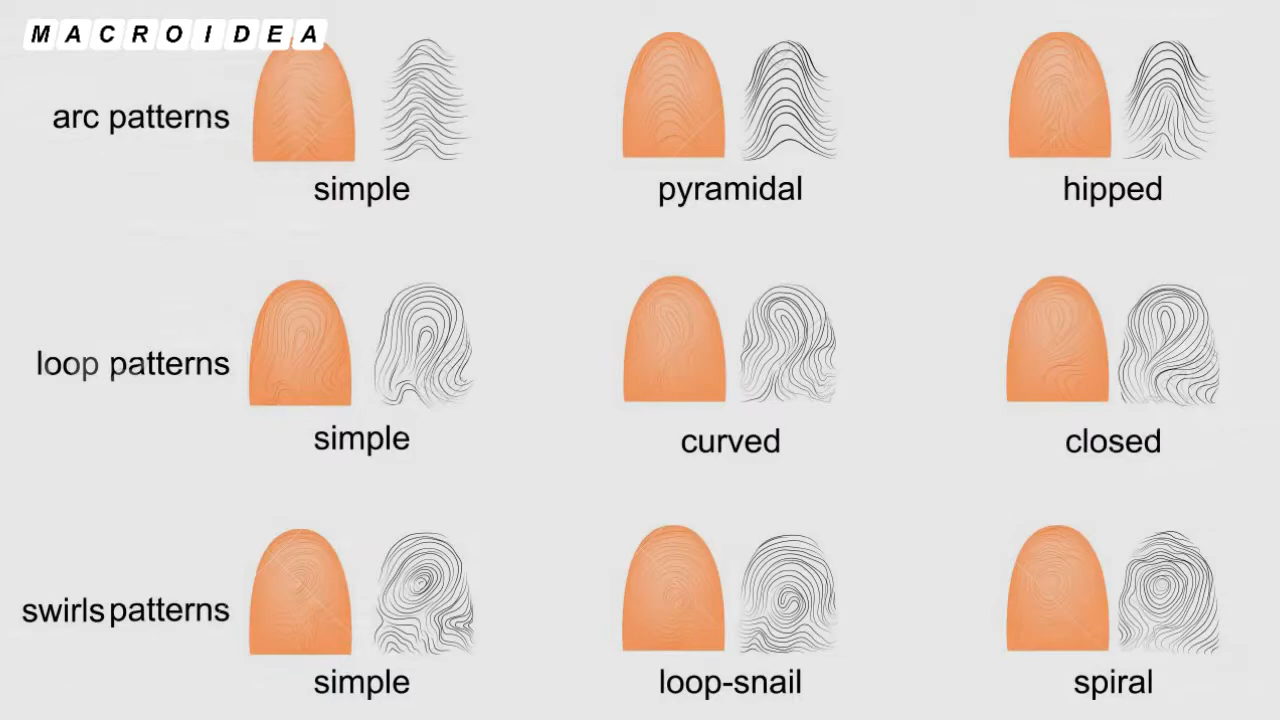 MACROIDEA
arc patterns
simple
pyramidal
hipped
loop patterns
simple
curved
closed
swirls patterns
simple
loop-snail
spiral